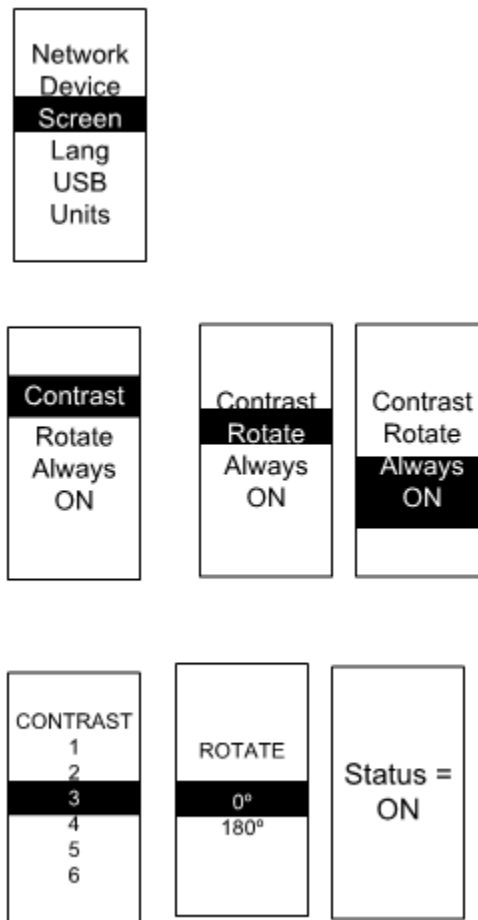 Network
Device
Screen
Lang
USB
Units
Contrast
Rotate
Always
ON
Contrast
Rotate
Always
ON
Contrast
Rotate
Always
ON
CONTRAST
1
2
3
4
5
6
ROTATE
0º
180º
Status =
ON